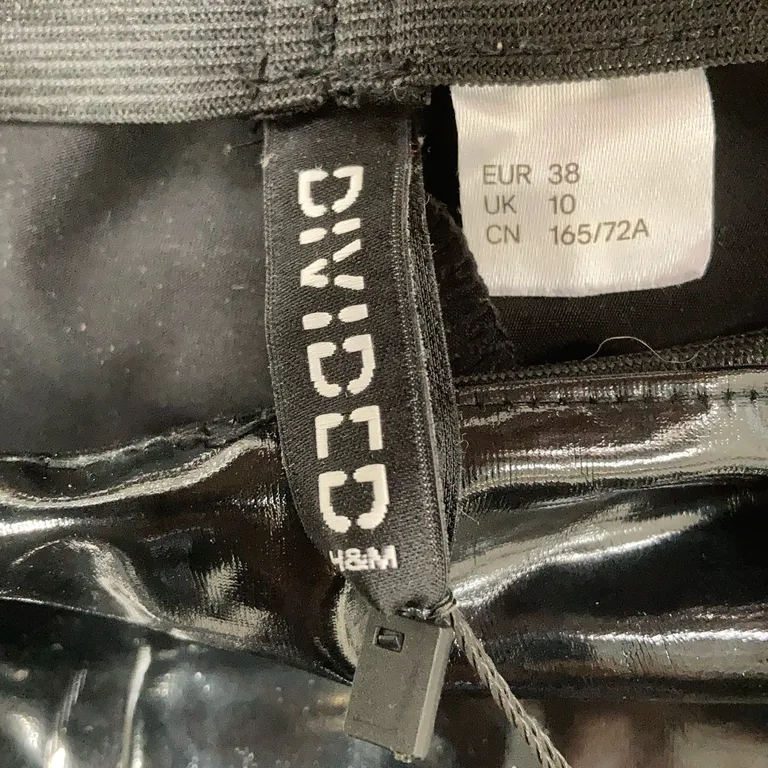 DIVIDED
H&M
EUR 38
UK 10
CN 165/72A